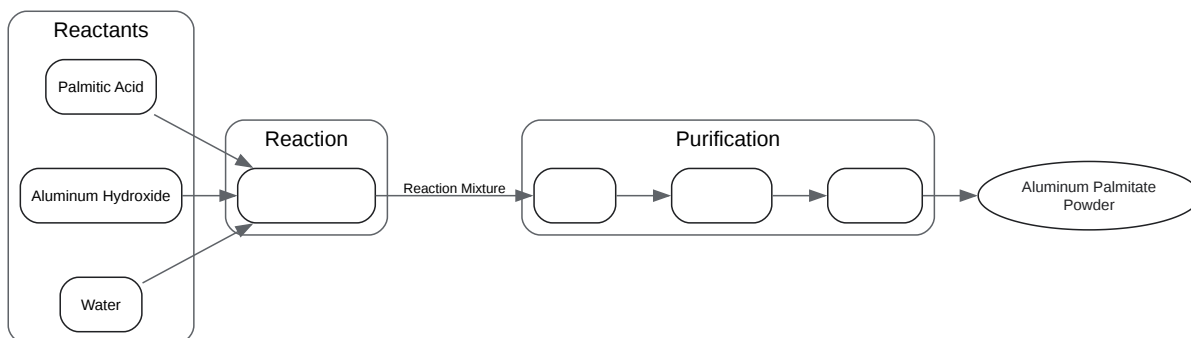 Reactants
Palmitic Acid
Reaction
Purification
Aluminum Hydroxide
Reaction Mixture
Aluminum Palmitate
Powder
Water